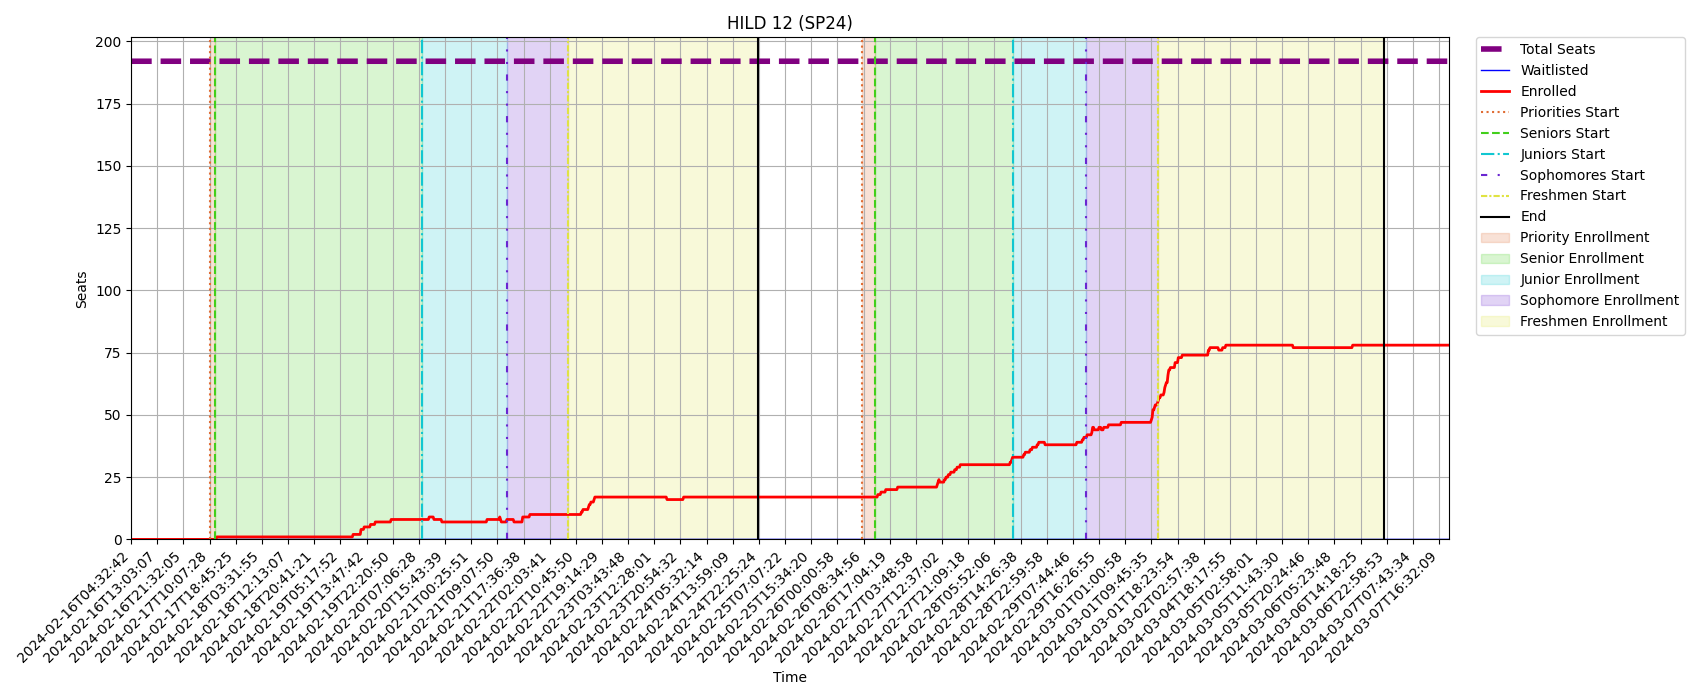 HILD 12 (SP24)
Total Seats
Waitlisted
Enrolled
Priorities Start
Seniors Start
Juniors Start
Sophomores Start
Freshmen Start
End
Priority Enrollment
Senior Enrollment
Junior Enrollment
Sophomore Enrollment
Freshmen Enrollment
Seats
200
175
150
125
100
75
50
25
0
2024-02-16T04:32:42
2024-02-16T13:03:07
2024-02-16T21:32:05
2024-02-17T10:07:28
2024-02-17T18:45:25
2024-02-18T03:31:55
2024-02-18T12:13:07
2024-02-18T20:41:21
2024-02-19T05:17:52
2024-02-19T13:47:42
2024-02-19T22:20:50
2024-02-20T07:06:28
2024-02-20T15:43:39
2024-02-21T00:25:51
2024-02-21T09:07:50
2024-02-21T17:36:38
2024-02-22T02:03:41
2024-02-22T10:45:50
2024-02-22T19:14:29
2024-02-23T03:43:48
2024-02-23T12:28:01
2024-02-23T20:54:32
2024-02-24T05:32:14
2024-02-24T13:59:09
2024-02-24T22:25:24
2024-02-25T07:07:22
2024-02-25T15:34:20
2024-02-26T00:00:58
2024-02-26T08:34:56
2024-02-26T17:04:19
2024-02-27T03:48:58
2024-02-27T12:37:02
2024-02-27T21:09:18
2024-02-28T05:52:06
2024-02-28T14:26:38
2024-02-28T22:59:58
2024-02-29T07:44:46
2024-02-29T16:26:55
2024-03-01T01:00:58
2024-03-01T09:45:35
2024-03-01T18:23:54
2024-03-02T02:57:38
2024-03-04T18:17:55
2024-03-05T02:58:01
2024-03-05T11:43:30
2024-03-05T20:24:46
2024-03-06T05:23:48
2024-03-06T14:18:25
2024-03-06T22:58:53
2024-03-07T07:43:34
2024-03-07T16:32:09
Time